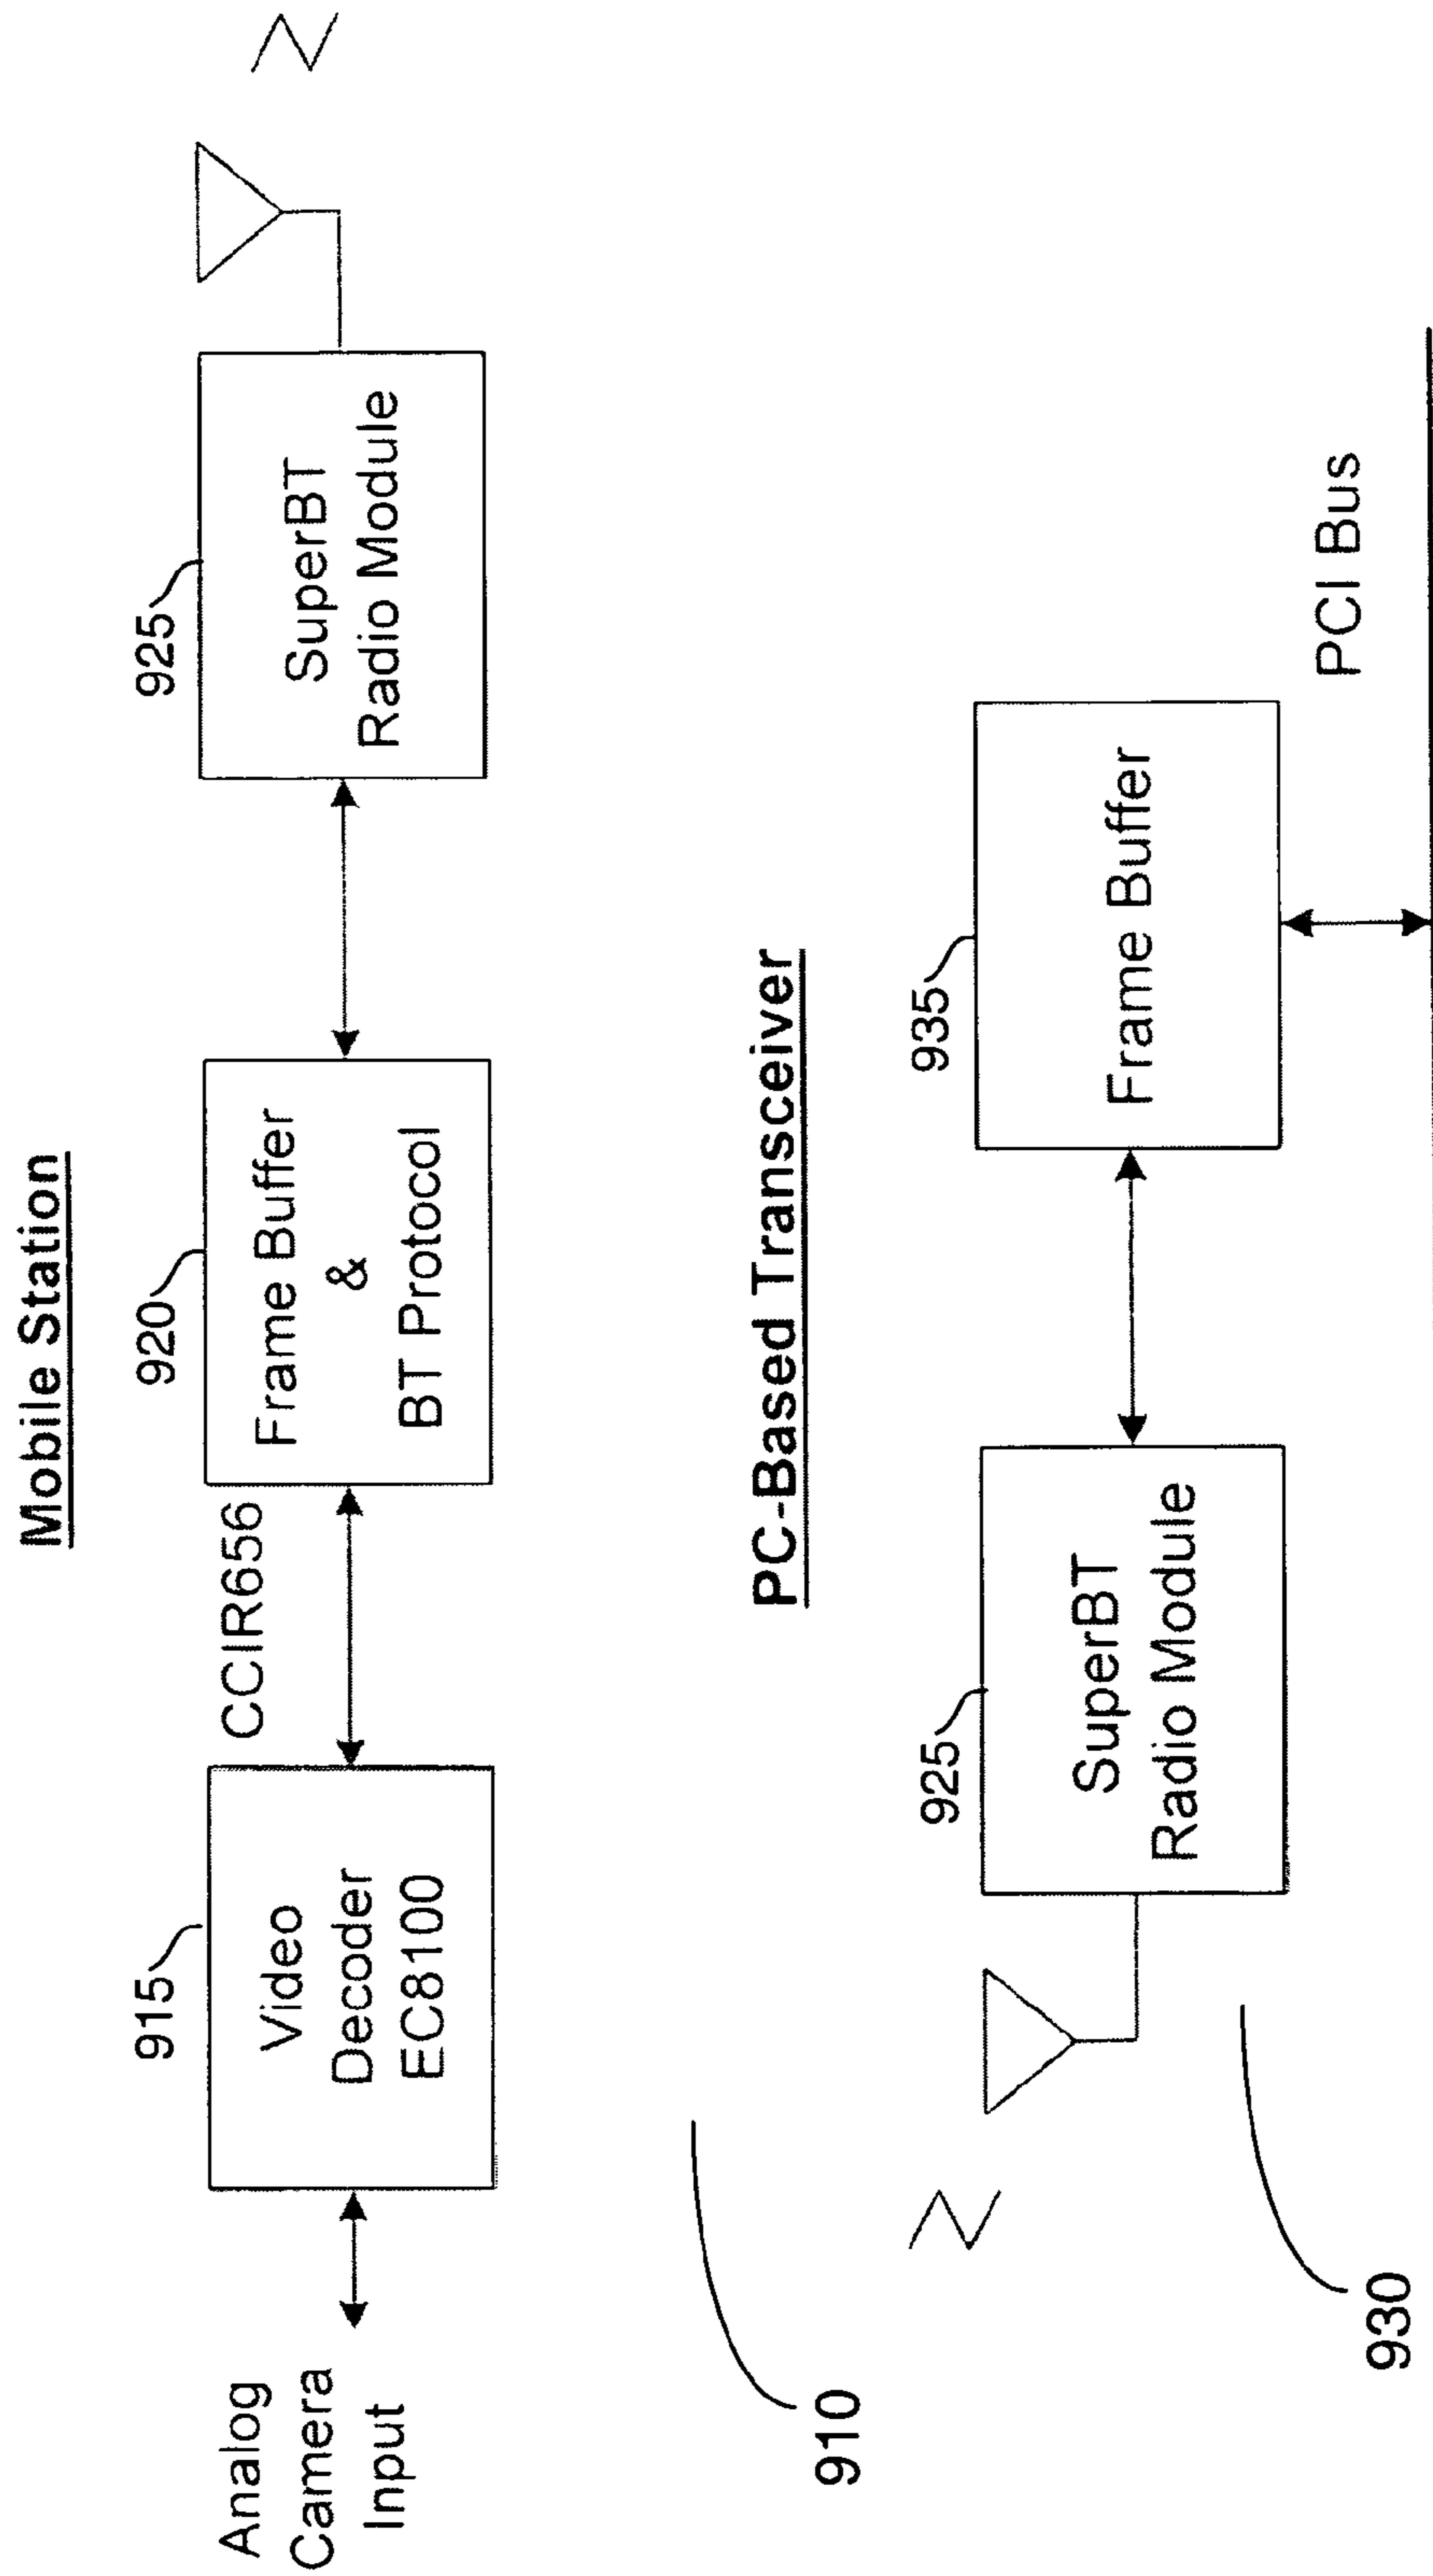 Mobile Station
Analog
Camera
Input
915
Video
Decoder
EC8100
CCIR656
920
Frame Buffer
&
BT Protocol
925
SuperBT
Radio Module
910
PC-Based Transceiver
925
SuperBT
Radio Module
935
Frame Buffer
PCI Bus
930